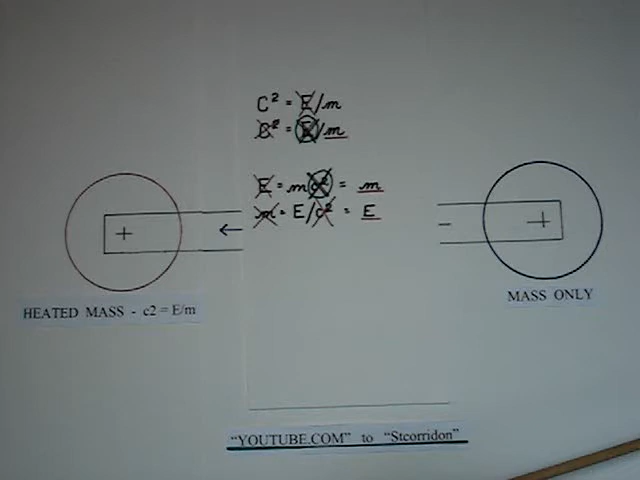 C² = E/m
C² = E/m
E = mc² = m
m = E/c² = E
+
←
-
+
HEATED MASS - c2 = E/m
MASS ONLY
"YOUTUBE.COM" to "Stcorridon"